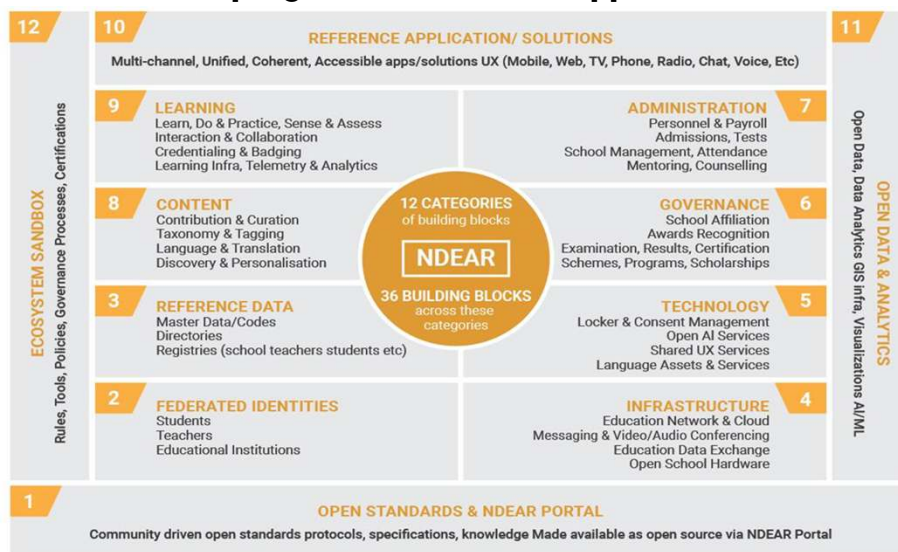 12
10
REFERENCE APPLICATION/ SOLUTIONS
Multi-channel, Unified, Coherent, Accessible apps/solutions UX (Mobile, Web, TV, Phone, Radio, Chat, Voice, Etc)
11
9
LEARNING
Learn, Do & Practice, Sense & Assess
Interaction & Collaboration
Credentialing & Badging
Learning Infra, Telemetry & Analytics
ADMINISTRATION
Personnel & Payroll
Admissions, Tests
School Management, Attendance
Mentoring, Counselling
7
8
CONTENT
Contribution & Curation
Taxonomy & Tagging
Language & Translation
Discovery & Personalisation
GOVERNANCE
School Affiliation
Awards Recognition
Examination, Results, Certification
Schemes, Programs, Scholarships
6
12 CATEGORIES
of building blocks
NDEAR
36 BUILDING BLOCKS
across these
categories
3
REFERENCE DATA
Master Data/Codes
Directories
Registries (school teachers students etc)
TECHNOLOGY
Locker & Consent Management
Open AI Services
Shared UX Services
Language Assets & Services
5
2
FEDERATED IDENTITIES
Students
Teachers
Educational Institutions
INFRASTRUCTURE
Education Network & Cloud
Messaging & Video/Audio Conferencing
Education Data Exchange
Open School Hardware
4
ECOSYSTEM SANDBOX
Rules, Tools, Policies, Governance Processes, Certifications
Open Data, Data Analytics GIS infra, Visualizations AI/ML
OPEN DATA & ANALYTICS
1
OPEN STANDARDS & NDEAR PORTAL
Community driven open standards protocols, specifications, knowledge Made available as open source via NDEAR Portal